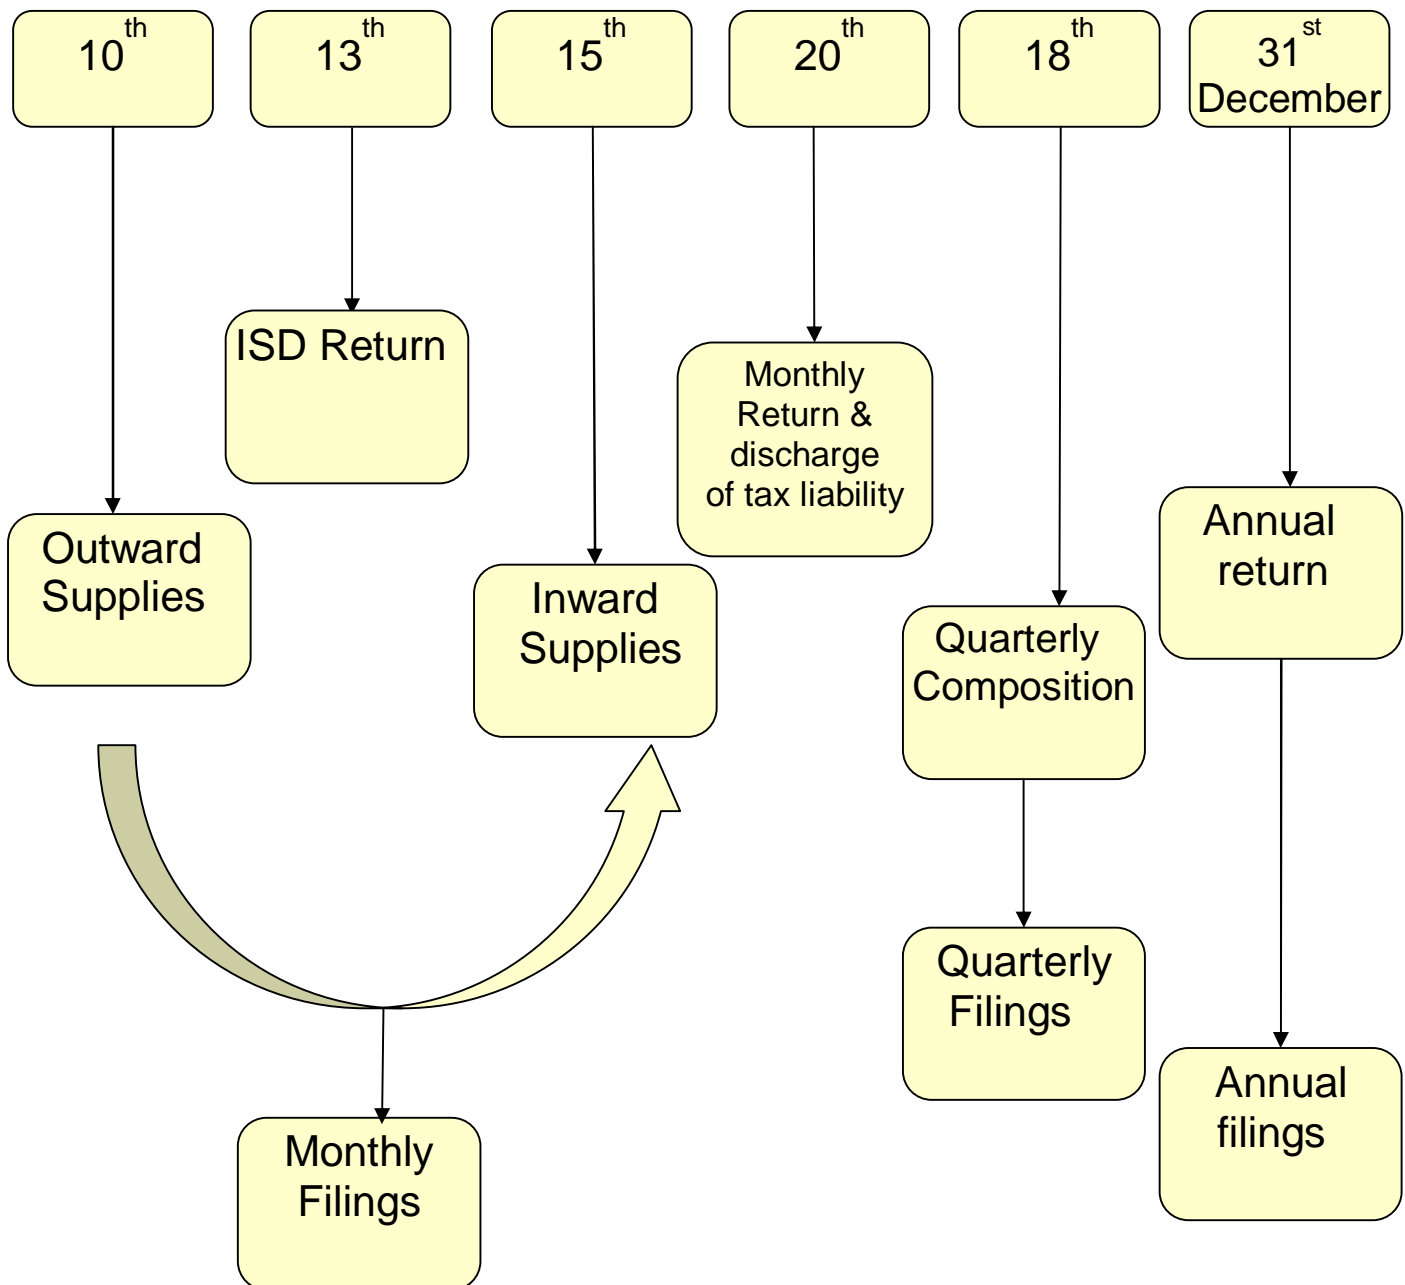 10th
13th
15th
20th
18th
31st
December
ISD Return
Monthly
Return &
discharge
of tax liability
Outward
Supplies
Inward
Supplies
Quarterly
Composition
Annual
return
Quarterly
Filings
Annual
filings
Monthly
Filings